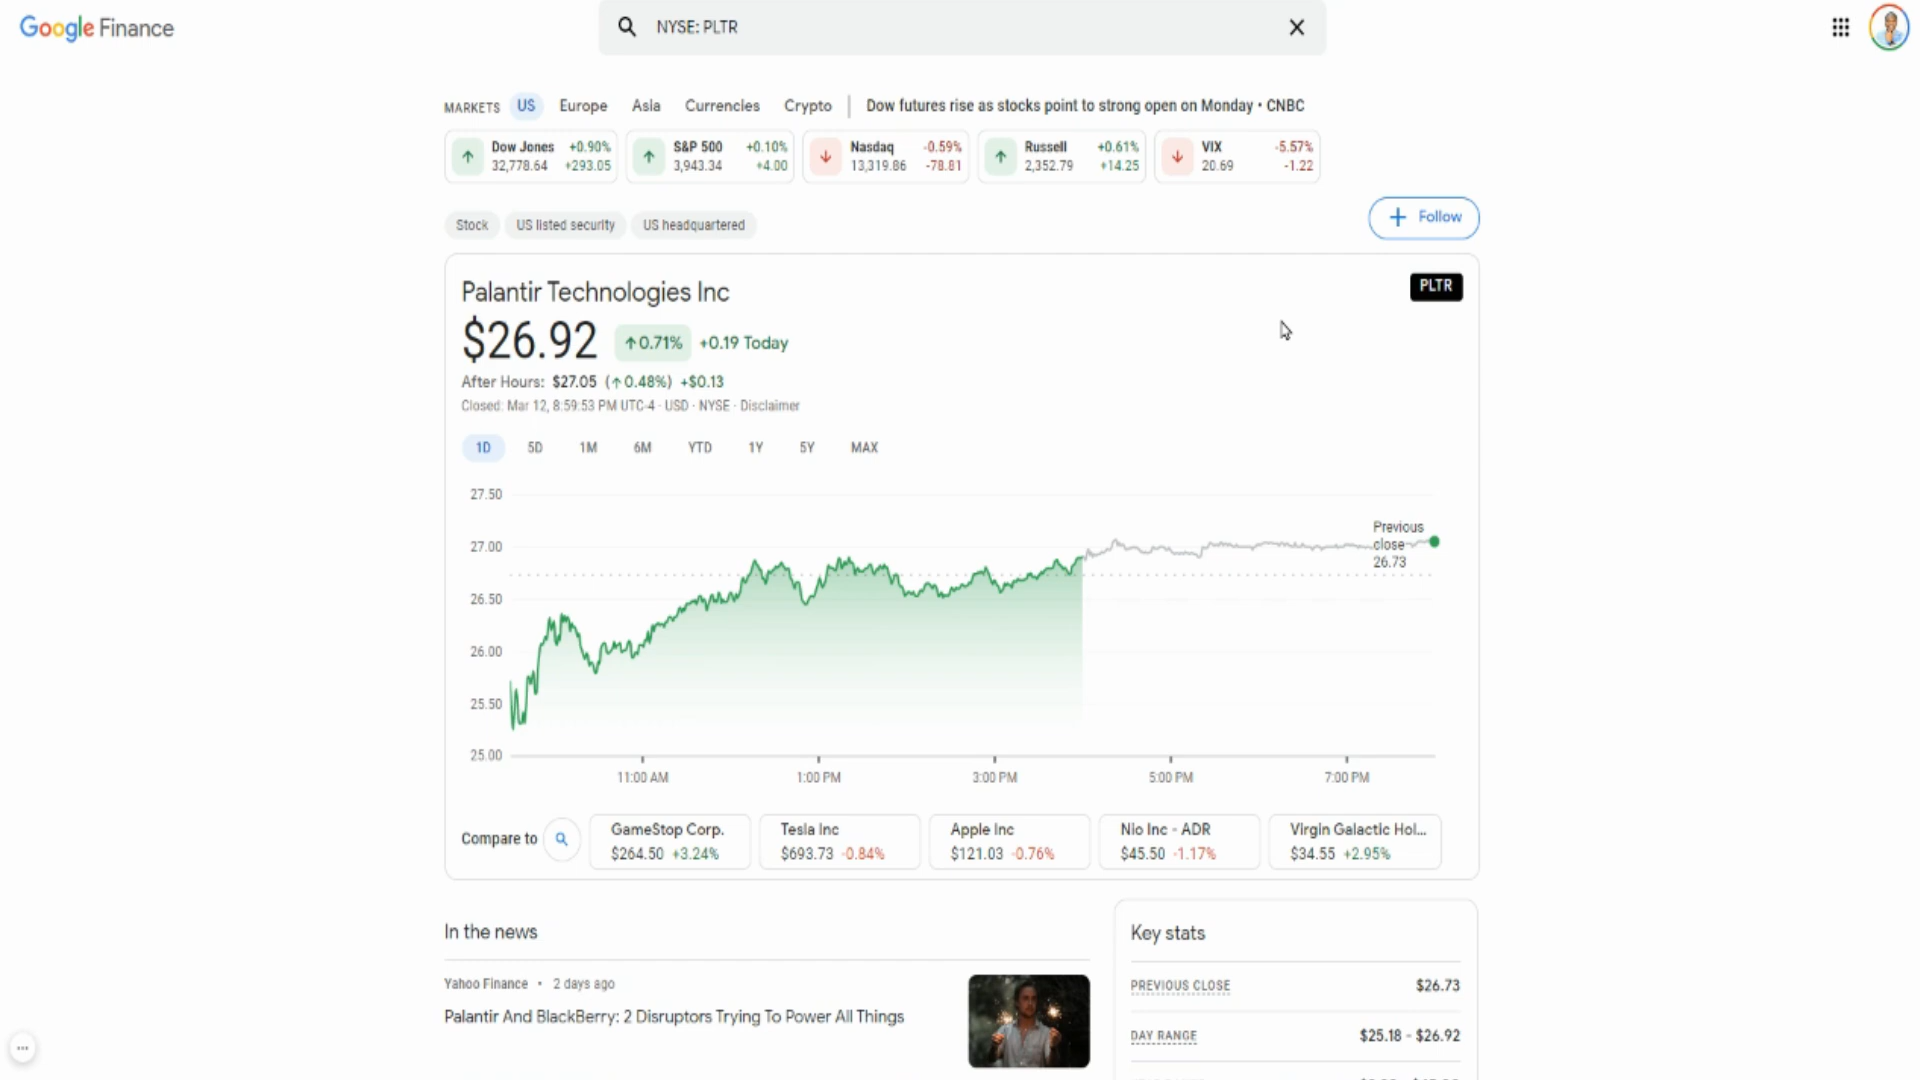 Google Finance
NYSE: PLTR
MARKETS US Europe Asia Currencies Crypto Dow futures rise as stocks point to strong open on Monday • CNBC
Dow Jones +0.90%
32,778.64 +293.05
S&P 500 +0.10%
3,943.34 +4.00
Nasdaq -0.59%
13,319.86 -78.81
Russell +0.61%
2,352.79 +14.25
VIX -5.57%
20.69 -1.22
Stock US listed security US headquartered
+ Follow
Palantir Technologies Inc
PLTR
$26.92 ↑0.71% +0.19 Today
After Hours: $27.05 (↑0.48%) +$0.13
Closed: Mar 12, 8:59:53 PM UTC-4 · USD · NYSE · Disclaimer
1D 5D 1M 6M YTD 1Y 5Y MAX
27.50
27.00
26.50
26.00
25.50
25.00
Previous
close
26.73
11:00 AM 1:00 PM 3:00 PM 5:00 PM 7:00 PM
Compare to
GameStop Corp.
$264.50 +3.24%
Tesla Inc
$693.73 -0.84%
Apple Inc
$121.03 -0.76%
Nio Inc - ADR
$45.50 -1.17%
Virgin Galactic Hol...
$34.55 +2.95%
In the news
Yahoo Finance • 2 days ago
Palantir And BlackBerry: 2 Disruptors Trying To Power All Things
Key stats
PREVIOUS CLOSE $26.73
DAY RANGE $25.18 - $26.92